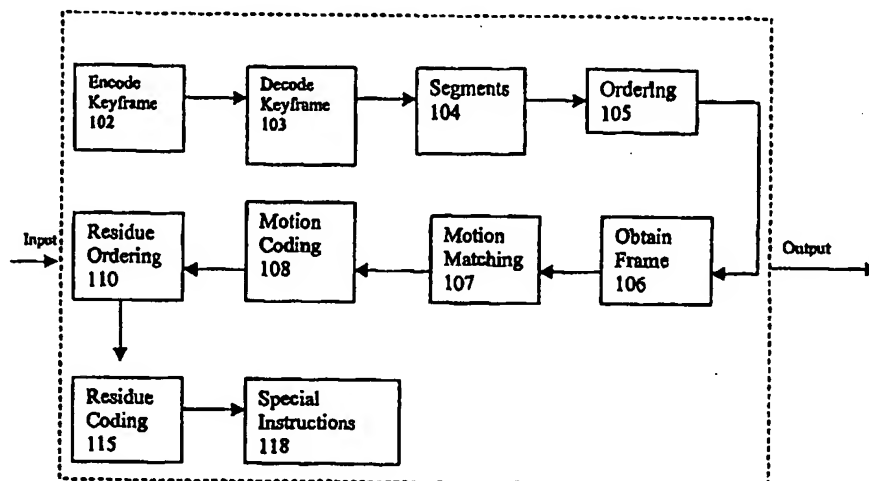 Encode
Keyframe
102
Decode
Keyframe
103
Segments
104
Ordering
105
Input
Residue
Ordering
110
Motion
Coding
108
Motion
Matching
107
Obtain
Frame
106
Output
Residue
Coding
115
Special
Instructions
118